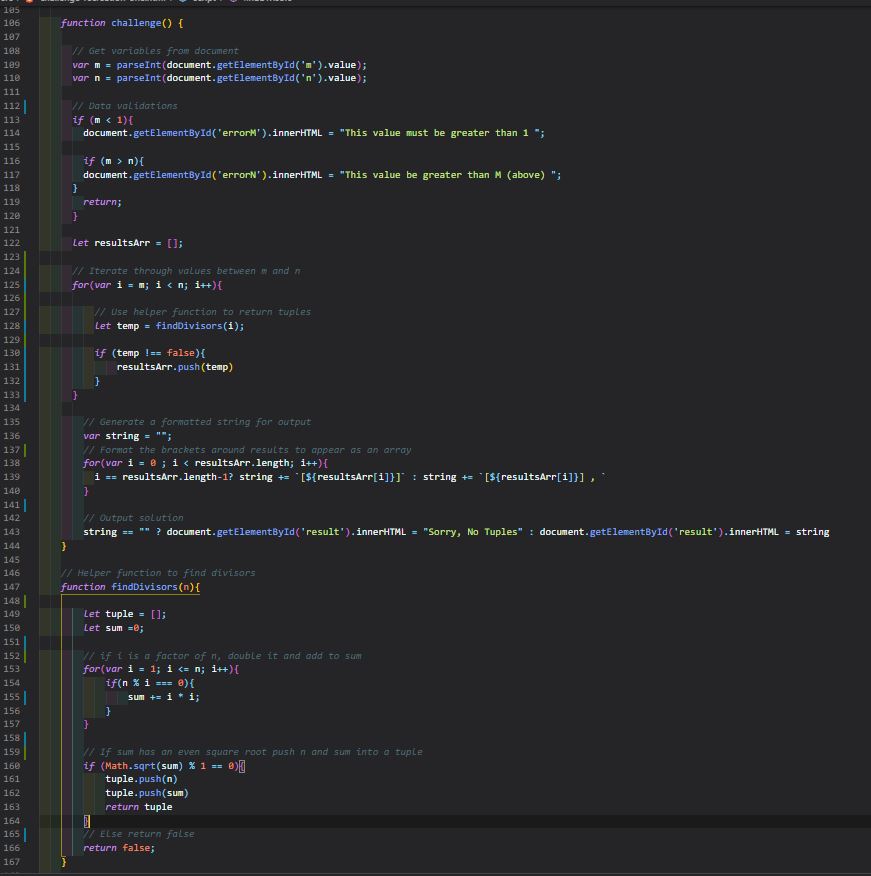 105
106 function challenge() {
107
108 // Get variables from document
109 var m = parseInt(document.getElementById('m').value);
110 var n = parseInt(document.getElementById('n').value);
111
112 // Data validations
113 if (m < 1){
114 document.getElementById('errorM').innerHTML = "This value must be greater than 1 ";
115
116 if (m > n){
117 document.getElementById('errorN').innerHTML = "This value be greater than M (above) ";
118 }
119 return;
120 }
121
122 let resultsArr = [];
123
124 // Iterate through values between m and n
125 for(var i = m; i < n; i++){
126
127 // Use helper function to return tuples
128 let temp = findDivisors(i);
129
130 if (temp !== false){
131 resultsArr.push(temp)
132 }
133 }
134
135 // Generate a formatted string for output
136 var string = "";
137 // Format the brackets around results to appear as an array
138 for(var i = 0 ; i < resultsArr.length; i++){
139 i == resultsArr.length-1? string += `[${resultsArr[i]}]` : string += `[${resultsArr[i]}] , `
140 }
141
142 // Output solution
143 string == "" ? document.getElementById('result').innerHTML = "Sorry, No Tuples" : document.getElementById('result').innerHTML = string
144 }
145
146 // Helper function to find divisors
147 function findDivisors(n){
148
149 let tuple = [];
150 let sum =0;
151
152 // if i is a factor of n, double it and add to sum
153 for(var i = 1; i <= n; i++){
154 if(n % i === 0){
155 sum += i * i;
156 }
157 }
158
159 // If sum has an even square root push n and sum into a tuple
160 if (Math.sqrt(sum) % 1 == 0){
161 tuple.push(n)
162 tuple.push(sum)
163 return tuple
164 }
165 // Else return false
166 return false;
167 }